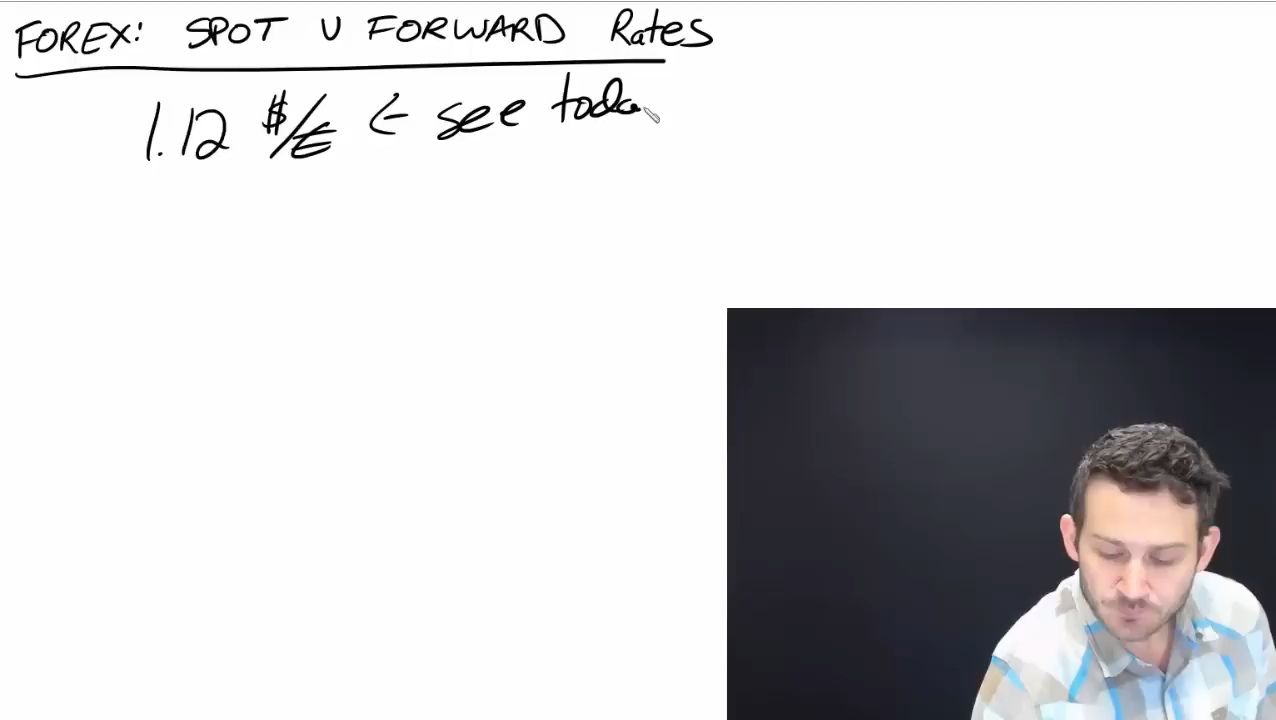 FOREX: SPOT V FORWARD Rates
1.12 $/€ ← see toda